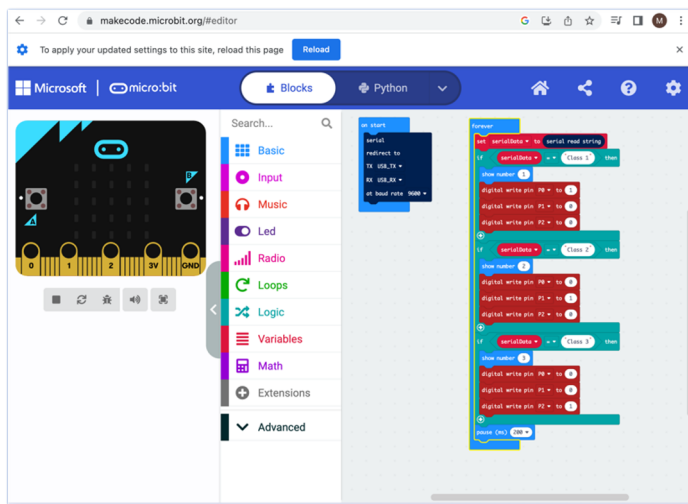 makecode.microbit.org/#editor
M
To apply your updated settings to this site, reload this page
Reload
Microsoft
micro:bit
Blocks
Python
Search...
Basic
Input
Music
Led
Radio
Loops
Logic
Variables
Math
Extensions
Advanced
A
B
0 1 2 3V GND
on start
serial
redirect to
TX USB_TX
RX USB_RX
at baud rate 9600
forever
set serialData to serial read string
if serialData = "Class 1" then
show number 1
digital write pin P0 to 1
digital write pin P1 to 0
digital write pin P2 to 0
if serialData = "Class 2" then
show number 2
digital write pin P0 to 0
digital write pin P1 to 1
digital write pin P2 to 0
if serialData = "Class 3" then
show number 3
digital write pin P0 to 0
digital write pin P1 to 0
digital write pin P2 to 1
pause (ms) 200